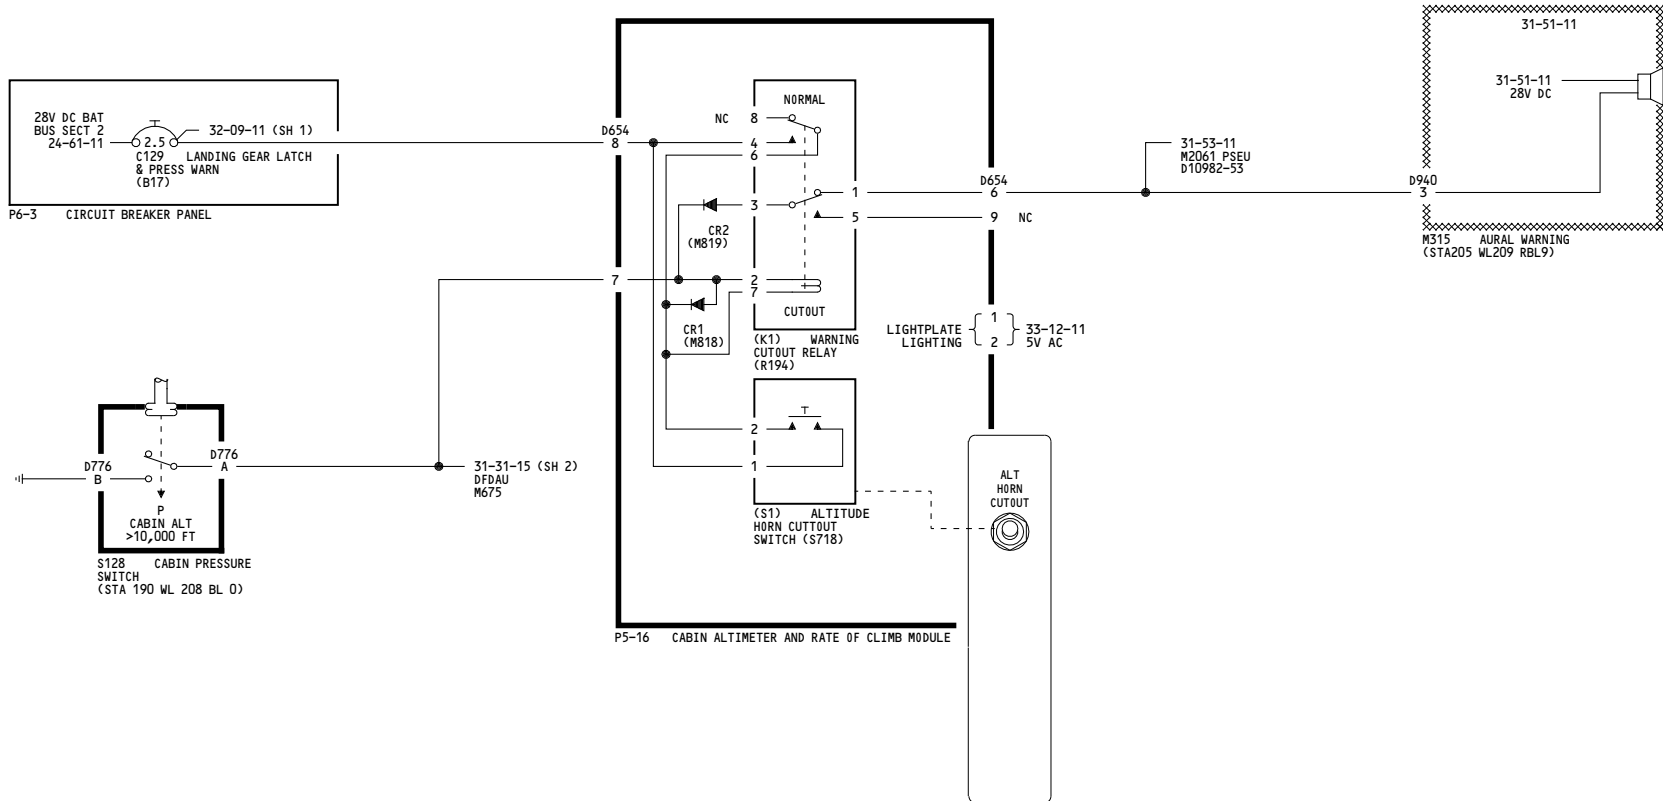 31-51-11
31-51-11
28V DC
28V DC BAT
BUS SECT 2
24-61-11
2.5
32-09-11 (SH 1)
C129 LANDING GEAR LATCH
& PRESS WARN
(B17)
P6-3 CIRCUIT BREAKER PANEL
D654
8
NORMAL
NC 8
4
6
1
3
5
CR2
(M819)
7
2
7
CR1
(M818)
CUTOUT
(K1) WARNING
CUTOUT RELAY
(R194)
D654
6
9 NC
31-53-11
M2061 PSEU
D10982-53
D940
3
M315 AURAL WARNING
(STA205 WL209 RBL9)
LIGHTPLATE
LIGHTING
1
2
33-12-11
5V AC
2
1
(S1) ALTITUDE
HORN CUTTOUT
SWITCH (S718)
D776
B
D776
A
P
CABIN ALT
>10,000 FT
S128 CABIN PRESSURE
SWITCH
(STA 190 WL 208 BL 0)
31-31-15 (SH 2)
DFDAU
M675
ALT
HORN
CUTOUT
P5-16 CABIN ALTIMETER AND RATE OF CLIMB MODULE